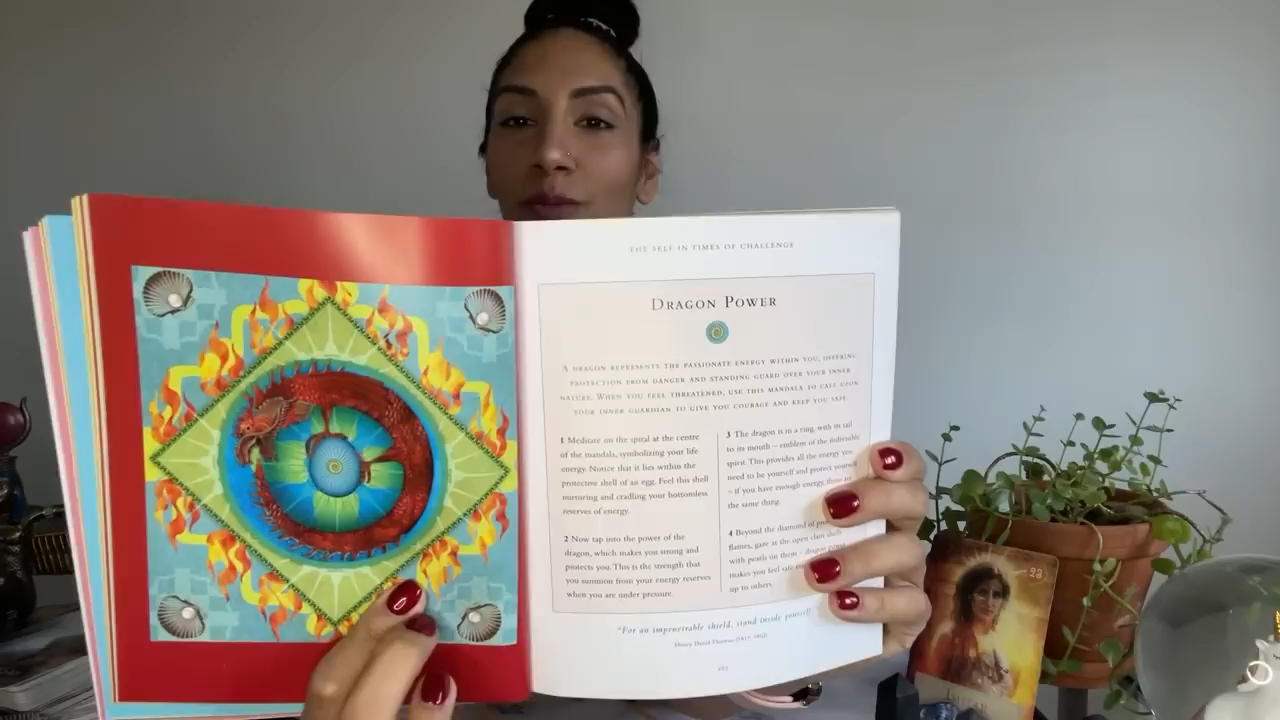 THE SELF IN TIMES OF CHALLENGE
DRAGON POWER
A DRAGON REPRESENTS THE PASSIONATE ENERGY WITHIN YOU, OFFERING
PROTECTION FROM DANGER AND STANDING GUARD OVER YOUR INNER
NATURE. WHEN YOU FEEL THREATENED, USE THIS MANDALA TO CALL UPON
YOUR INNER GUARDIAN TO GIVE YOU COURAGE AND KEEP YOU SAFE
1 Meditate on the spiral at the centre
of the mandala, symbolizing your life
energy. Notice that it lies within the
protective shell of an egg. Feel this shell
nurturing and cradling your bottomless
reserves of energy.
2 Now tap into the power of the
dragon, which makes you strong and
protects you. This is the strength that
you summon from your energy reserves
when you are under pressure.
3 The dragon is in a ring, with its tail
to its mouth – emblem of the indivisible
spirit. This provides all the energy you
need to be yourself and protect yourself
– if you have enough energy, these are
the same thing.
4 Beyond the diamond of
flames, gaze at the open clam shells
with pearls on them – dragon power
makes you feel safe
up to others.
"For an impenetrable shield, stand inside yourself
Henry David Thoreau
23